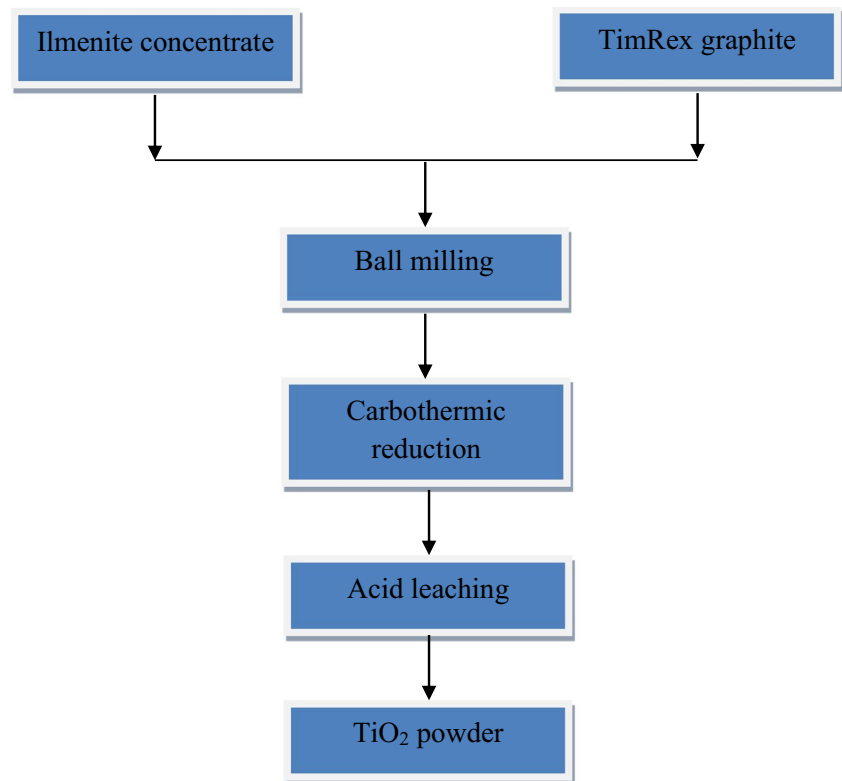 Ilmenite concentrate
TimRex graphite
Ball milling
Carbothermic
reduction
Acid leaching
TiO₂ powder